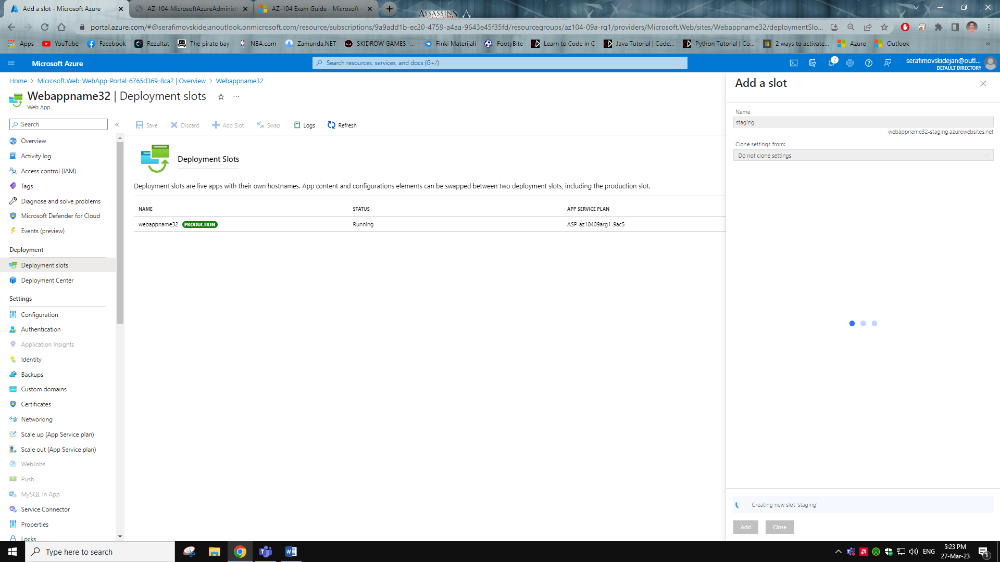 Add a slot - Microsoft Azure
AZ-104-MicrosoftAzureAdminist
AZ-104 Exam Guide - Microsoft A
ASSASSINS
portal.azure.com/#@serafimovskidejanoutlook.onmicrosoft.com/resource/subscriptions/9a9add1b-ec20-4759-a4aa-9643e45f35fd/resourcegroups/az104-09a-rg1/providers/Microsoft.Web/sites/Webappname32/deploymentSlo...
Apps
YouTube
Facebook
Rezultat
The pirate bay
NBA.com
Zamunda.NET
SKIDROW GAMES -...
Finki Materijali
FootyBite
Learn to Code in C
Java Tutorial | Code...
Python Tutorial | Co...
2 ways to activate...
Azure
Outlook
Microsoft Azure
Search resources, services, and docs (G+/)
2
serafimovskidejan@outl...
DEFAULT DIRECTORY
Home > Microsoft.Web-WebApp-Portal-6765d369-8ca2 | Overview > Webappname32
Webappname32 | Deployment slots
Web App
Search
Save
Discard
Add Slot
Swap
Logs
Refresh
Overview
Activity log
Access control (IAM)
Tags
Diagnose and solve problems
Microsoft Defender for Cloud
Events (preview)
Deployment
Deployment slots
Deployment Center
Settings
Configuration
Authentication
Application Insights
Identity
Backups
Custom domains
Certificates
Networking
Scale up (App Service plan)
Scale out (App Service plan)
WebJobs
Push
MySQL In App
Service Connector
Properties
Locks
Deployment Slots
Deployment slots are live apps with their own hostnames. App content and configurations elements can be swapped between two deployment slots, including the production slot.
NAME STATUS APP SERVICE PLAN
webappname32 PRODUCTION Running ASP-az10409arg1-9ac5
Add a slot
Name
staging
webappname32-staging.azurewebsites.net
Clone settings from:
Do not clone settings
Creating new slot 'staging'
Add
Close
Type here to search
ENG
5:23 PM
27-Mar-23
1